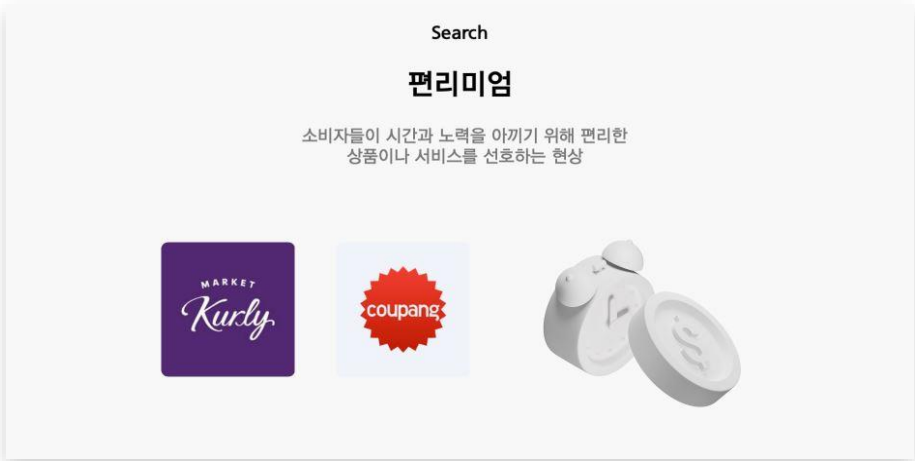 Search
편리미엄
소비자들이 시간과 노력을 아끼기 위해 편리한
상품이나 서비스를 선호하는 현상
MARKET
Kurly
coupang